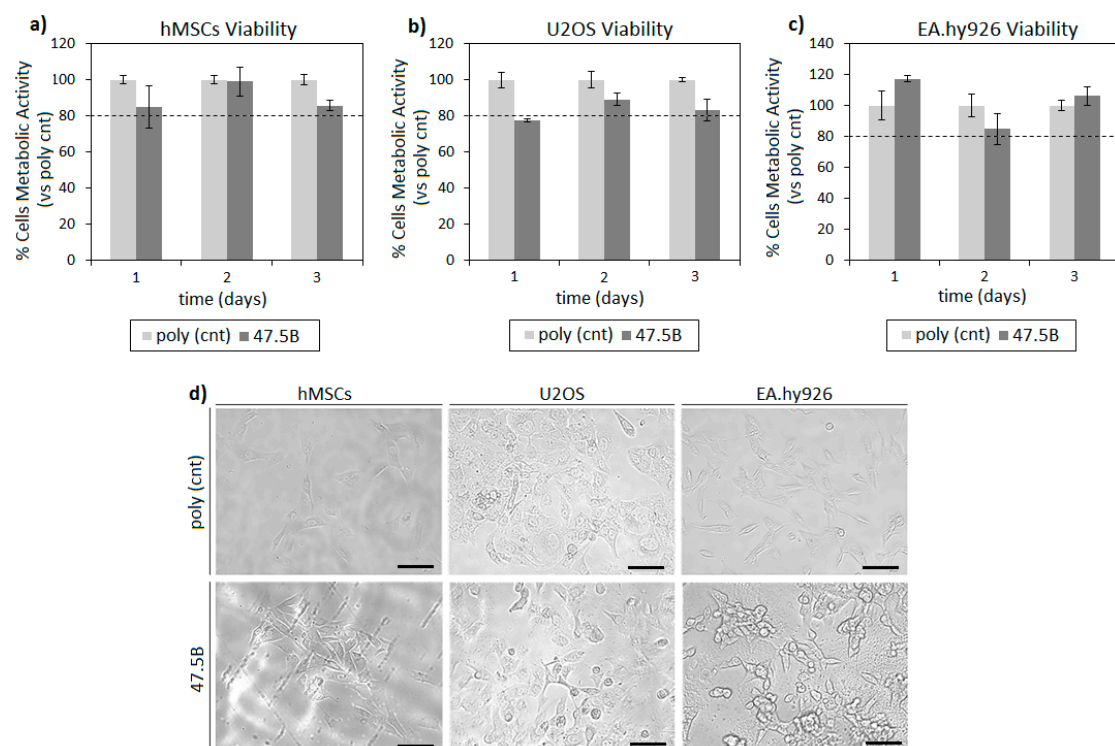 a) hMSCs Viability
% Cells Metabolic Activity
(vs poly cnt)
120
100
80
60
40
20
0
1 2 3
time (days)
poly (cnt) 47.5B
b) U2OS Viability
% Cells Metabolic Activity
(vs poly cnt)
120
100
80
60
40
20
0
1 2 3
time (days)
poly (cnt) 47.5B
c) EA.hy926 Viability
% Cells Metabolic Activity
(vs poly cnt)
140
120
100
80
60
40
20
0
1 2 3
time (days)
poly (cnt) 47.5B
d) hMSCs U2OS EA.hy926
poly (cnt)
47.5B